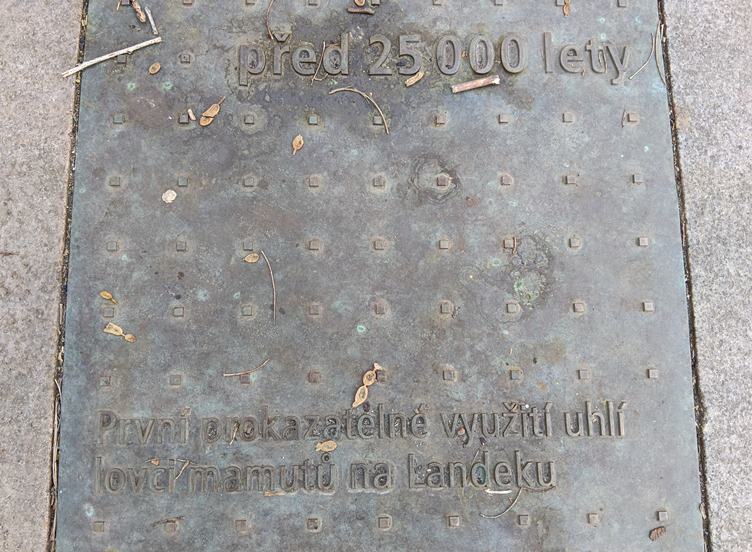 před 25 000 lety
První prokazatelné využití uhlí
lovci mamutů na Landeku